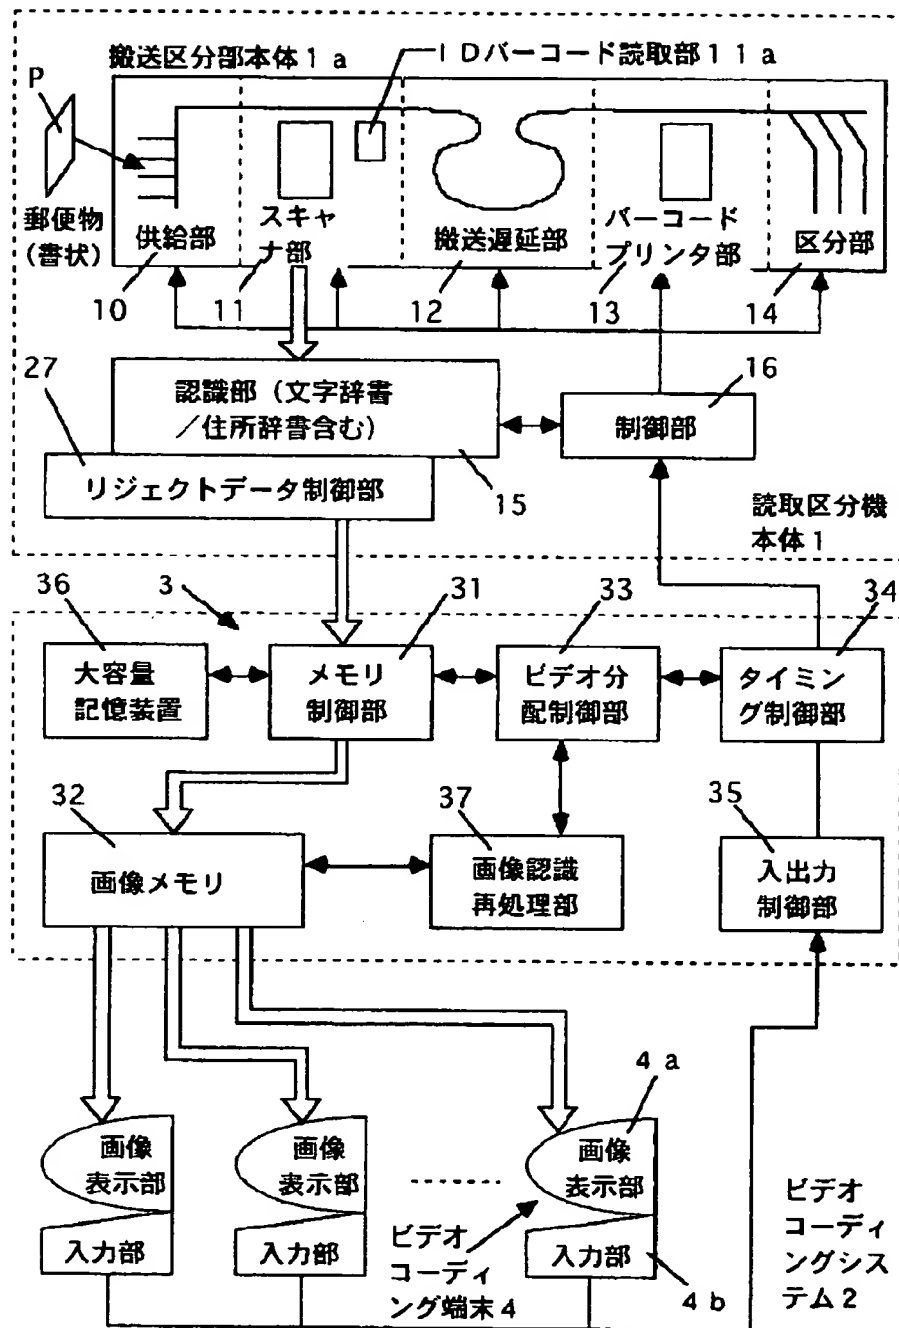 搬送区分部本体1a
IDバーコード読取部11a
P
郵便物
(書状)
供給部
スキャ
ナ部
搬送遅延部
バーコード
プリンタ部
区分部
10
11
12
13
14
27
認識部(文字辞書
/住所辞書含む)
16
制御部
リジェクトデータ制御部
15
読取区分機
本体1
36
3
31
33
34
大容量
記憶装置
メモリ
制御部
ビデオ分
配制御部
タイミン
グ制御部
32
37
35
画像メモリ
画像認識
再処理部
入出力
制御部
4a
画像
表示部
画像
表示部
画像
表示部
入力部
入力部
入力部
ビデオ
コーディ
ング端末4
4b
ビデオ
コーディ
ングシス
テム2